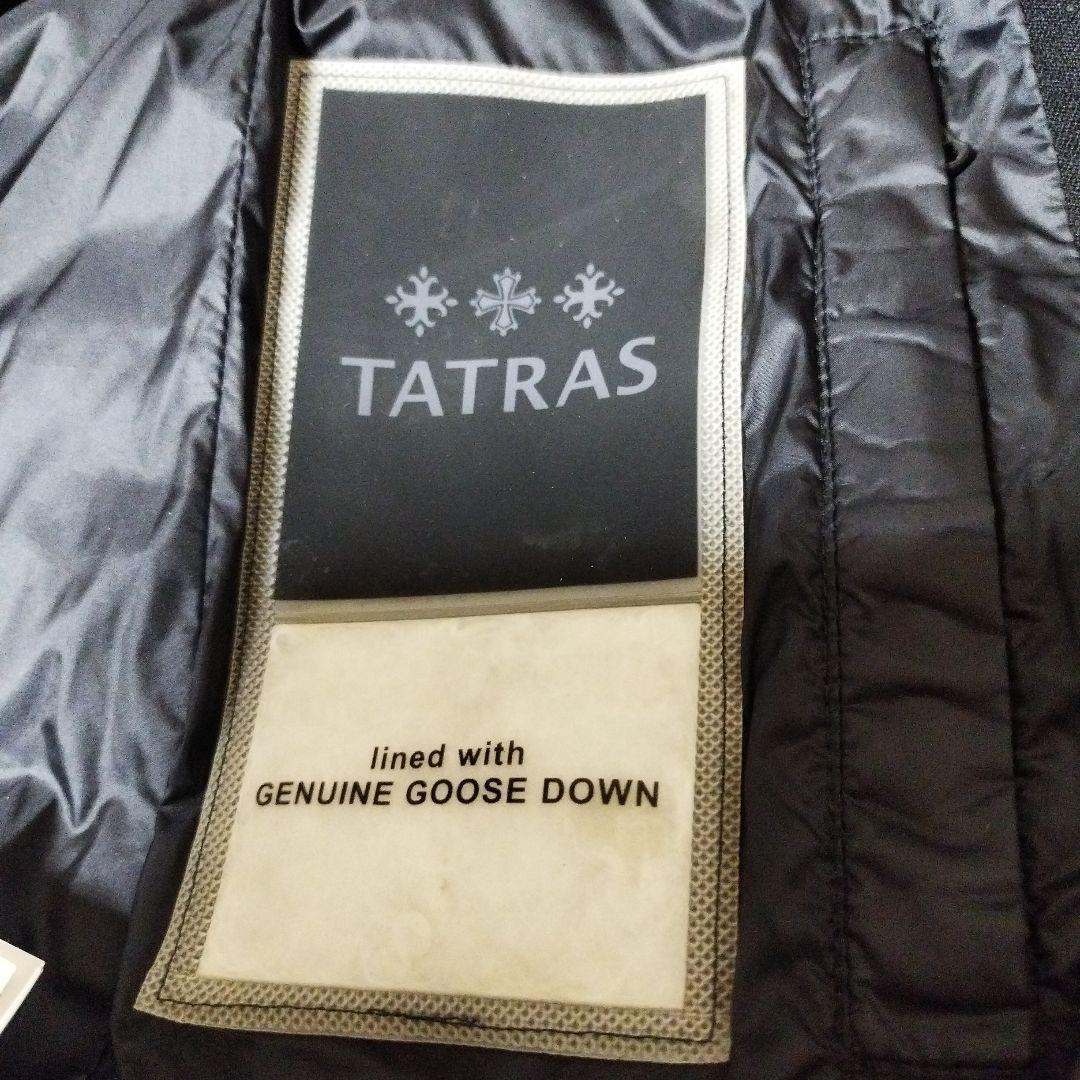 TATRAS
lined with
GENUINE GOOSE DOWN